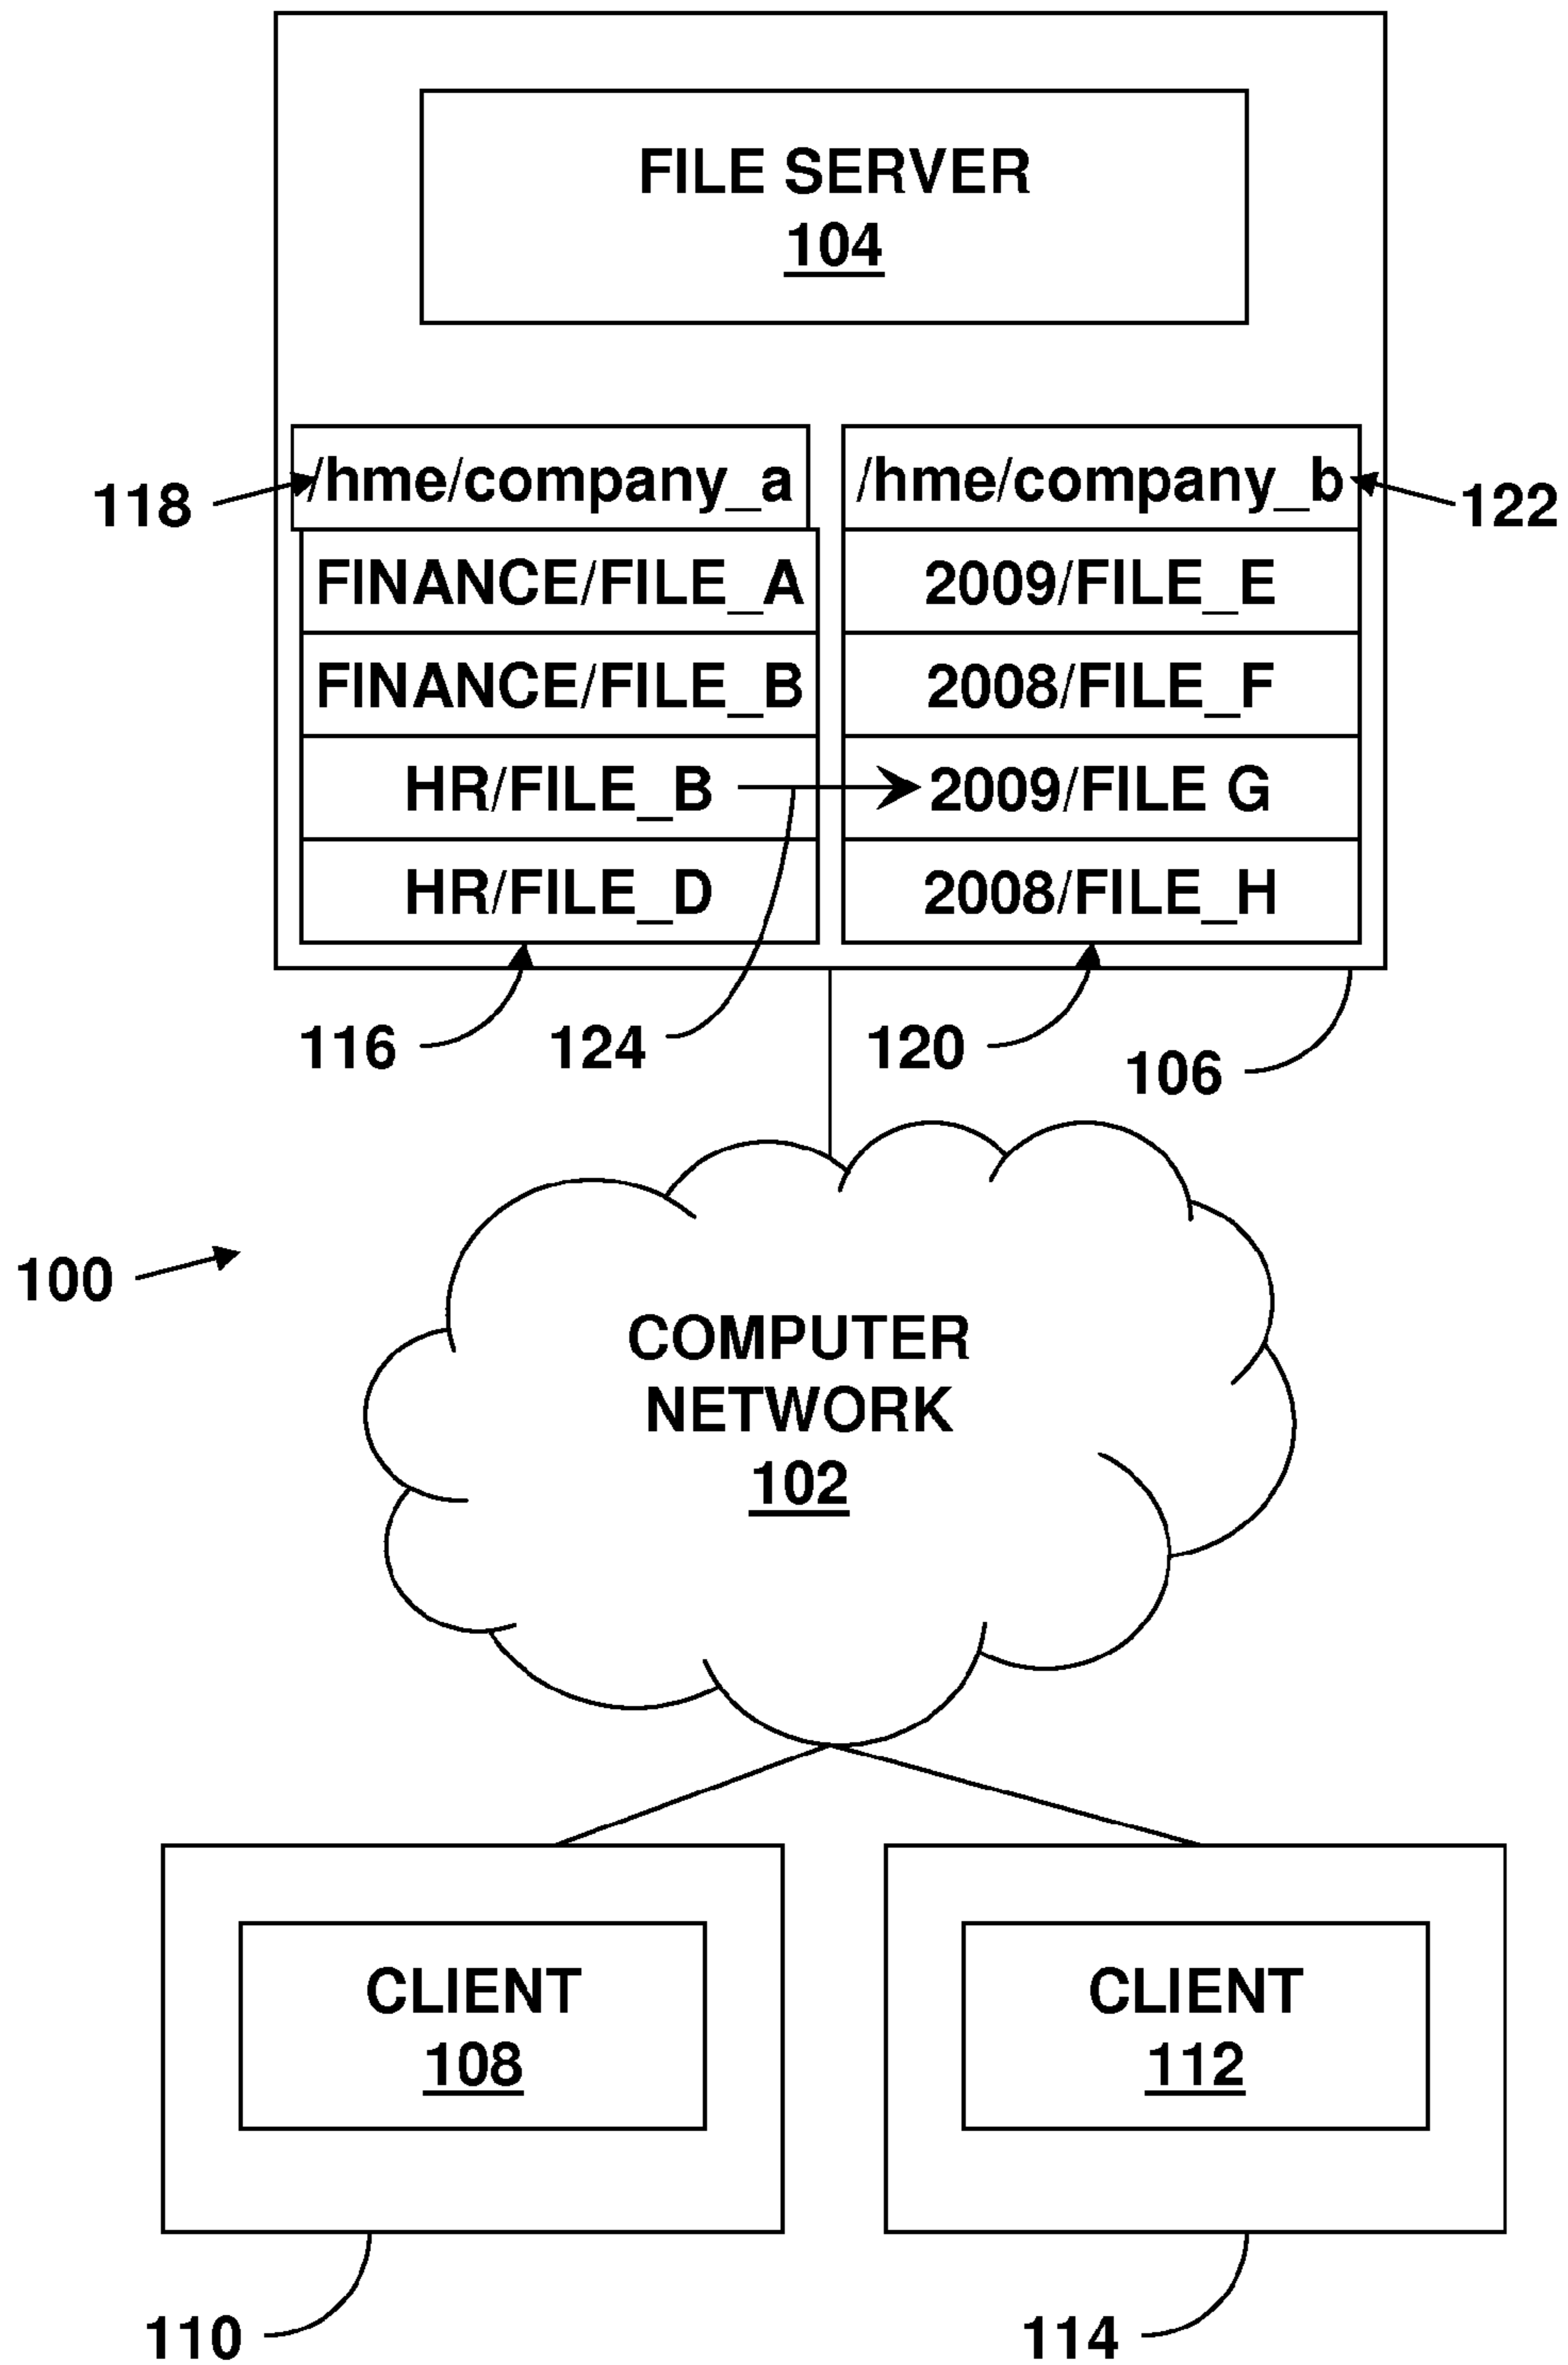 FILE SERVER
104
/hme/company_a
/hme/company_b
118
122
FINANCE/FILE_A
2009/FILE_E
FINANCE/FILE_B
2008/FILE_F
HR/FILE_B
2009/FILE G
HR/FILE_D
2008/FILE_H
116
124
120
106
100
COMPUTER
NETWORK
102
CLIENT
108
CLIENT
112
110
114